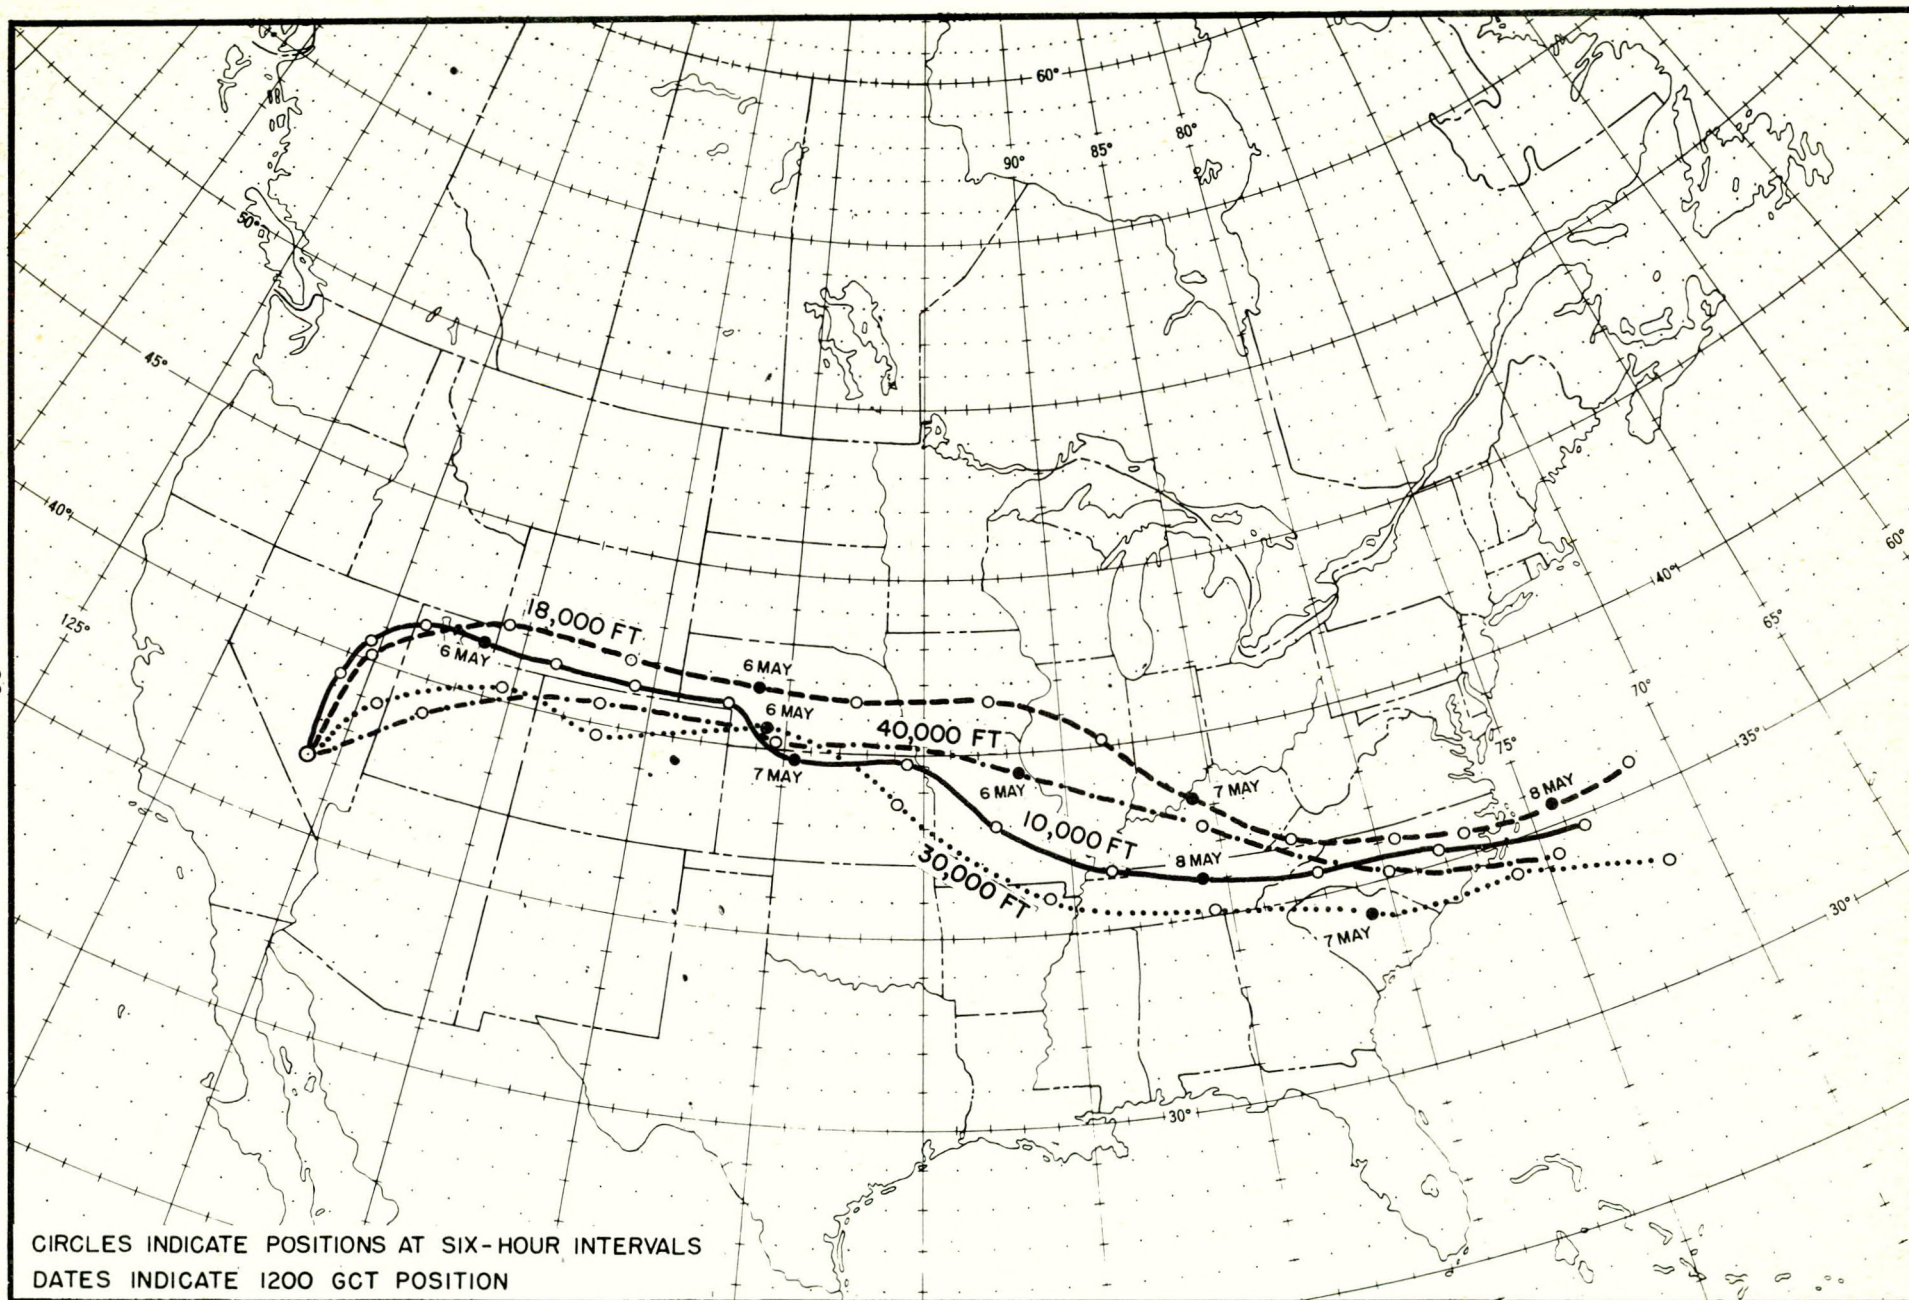 60°
80°
85°
90°
50°
45°
40°
125°
60°
40°
65°
18,000 FT
6 MAY
6 MAY
70°
6 MAY
40,000 FT
35°
75°
7 MAY
6 MAY
7 MAY
8 MAY
10,000 FT
8 MAY
30,000 FT
30°
7 MAY
30°
CIRCLES INDICATE POSITIONS AT SIX-HOUR INTERVALS
DATES INDICATE 1200 GCT POSITION